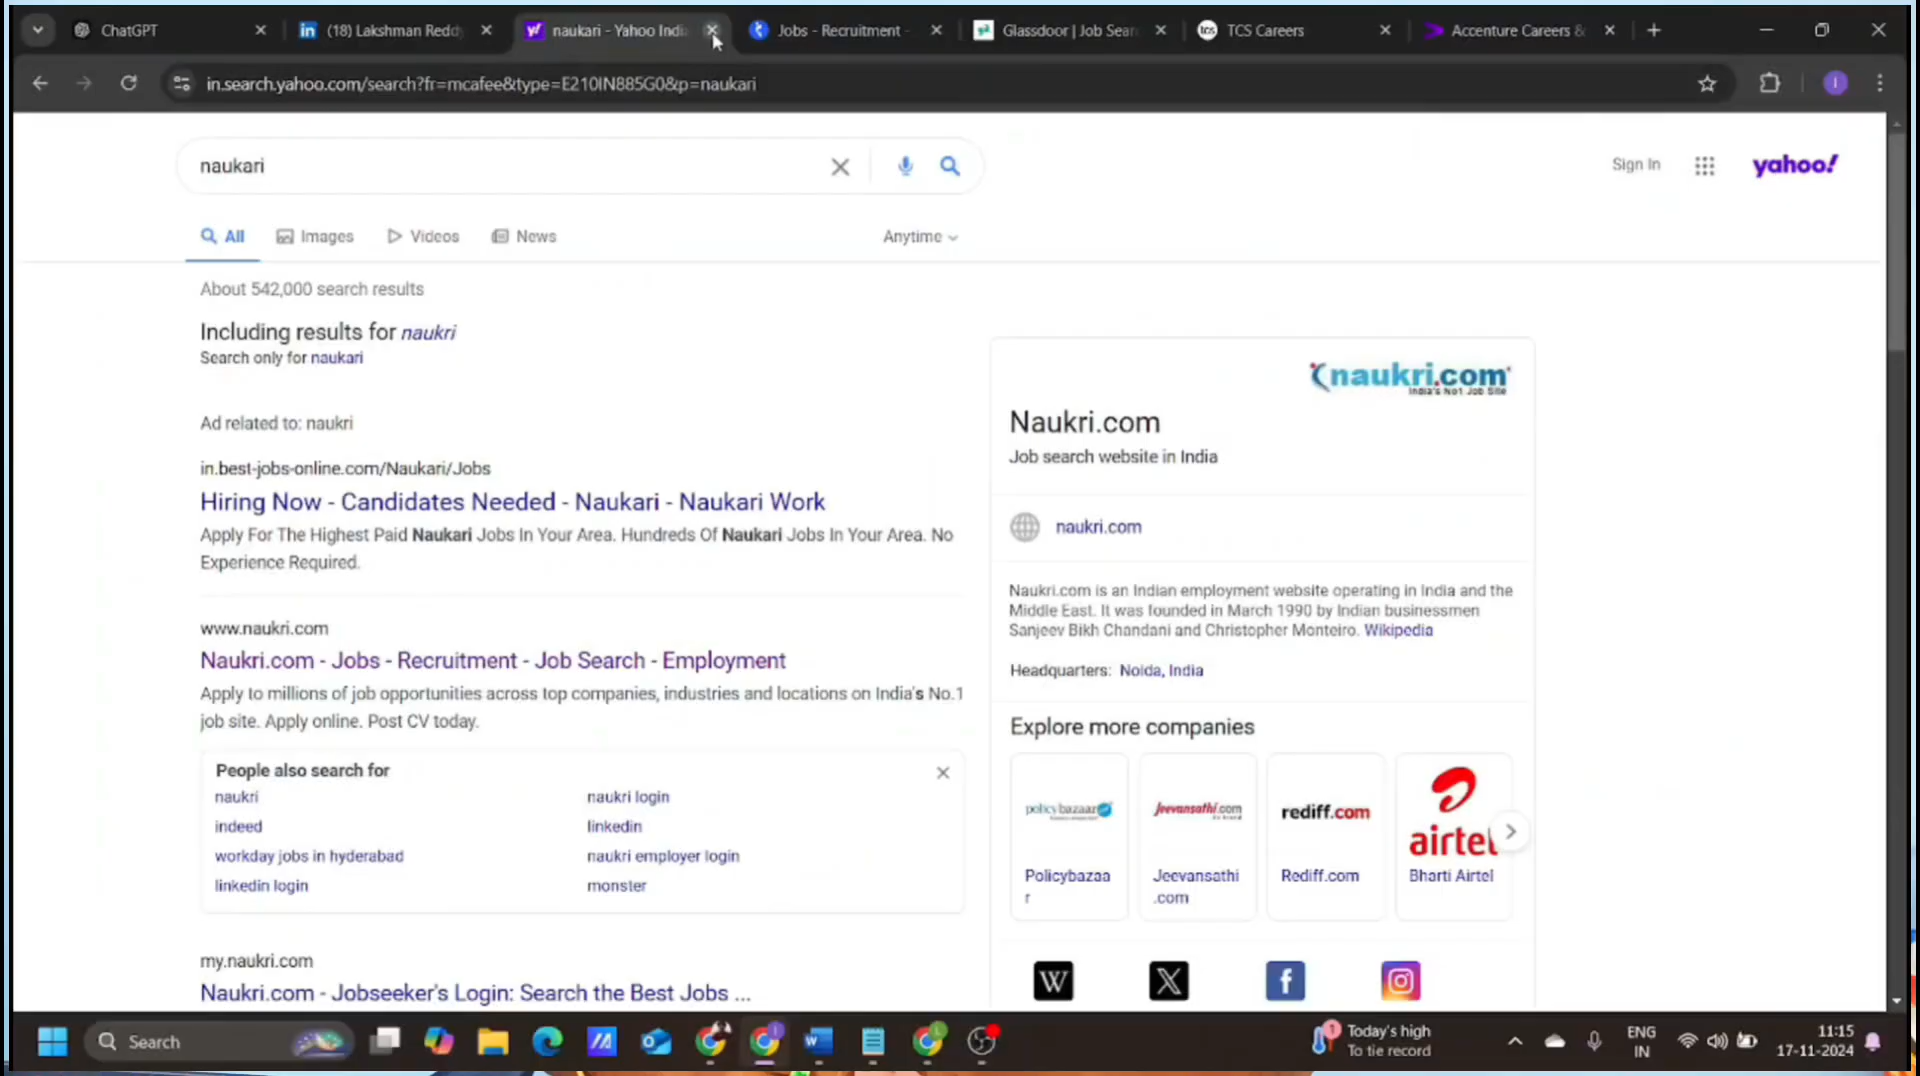 ChatGPT
(18) Lakshman Reddy
naukari - Yahoo Indi
Jobs - Recruitment -
Glassdoor | Job Sear
TCS Careers
Accenture Careers &
in.search.yahoo.com/search?fr=mcafee&type=E210IN885G0&p=naukari
naukari
Sign In
yahoo!
All
Images
Videos
News
Anytime
About 542,000 search results
Including results for naukri
Search only for naukari
Ad related to: naukri
in.best-jobs-online.com/Naukari/Jobs
Hiring Now - Candidates Needed - Naukari - Naukari Work
Apply For The Highest Paid Naukari Jobs In Your Area. Hundreds Of Naukari Jobs In Your Area. No
Experience Required.
www.naukri.com
Naukri.com - Jobs - Recruitment - Job Search - Employment
Apply to millions of job opportunities across top companies, industries and locations on India's No.1
job site. Apply online. Post CV today.
People also search for
naukri
naukri login
indeed
linkedin
workday jobs in hyderabad
naukri employer login
linkedin login
monster
my.naukri.com
Naukri.com - Jobseeker's Login: Search the Best Jobs ...
naukri.com
India's No1 Job Site
Naukri.com
Job search website in India
naukri.com
Naukri.com is an Indian employment website operating in India and the
Middle East. It was founded in March 1990 by Indian businessmen
Sanjeev Bikh Chandani and Christopher Monteiro. Wikipedia
Headquarters: Noida, India
Explore more companies
policybazaar
Jeevansathi.com
rediff.com
airtel
Policybazaa
r
Jeevansathi
.com
Rediff.com
Bharti Airtel
Search
Today's high
To tie record
ENG
IN
11:15
17-11-2024